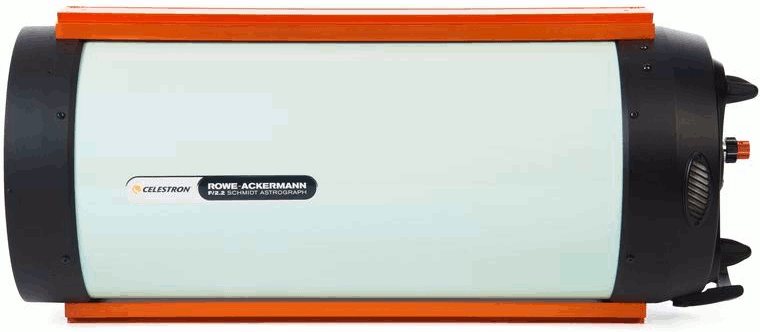 CELESTRON
ROWE-ACKERMANN
F/2.2 SCHMIDT ASTROGRAPH